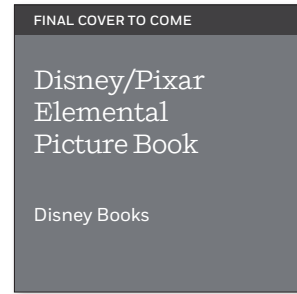 FINAL COVER TO COME
Disney/Pixar
Elemental
Picture Book
Disney Books